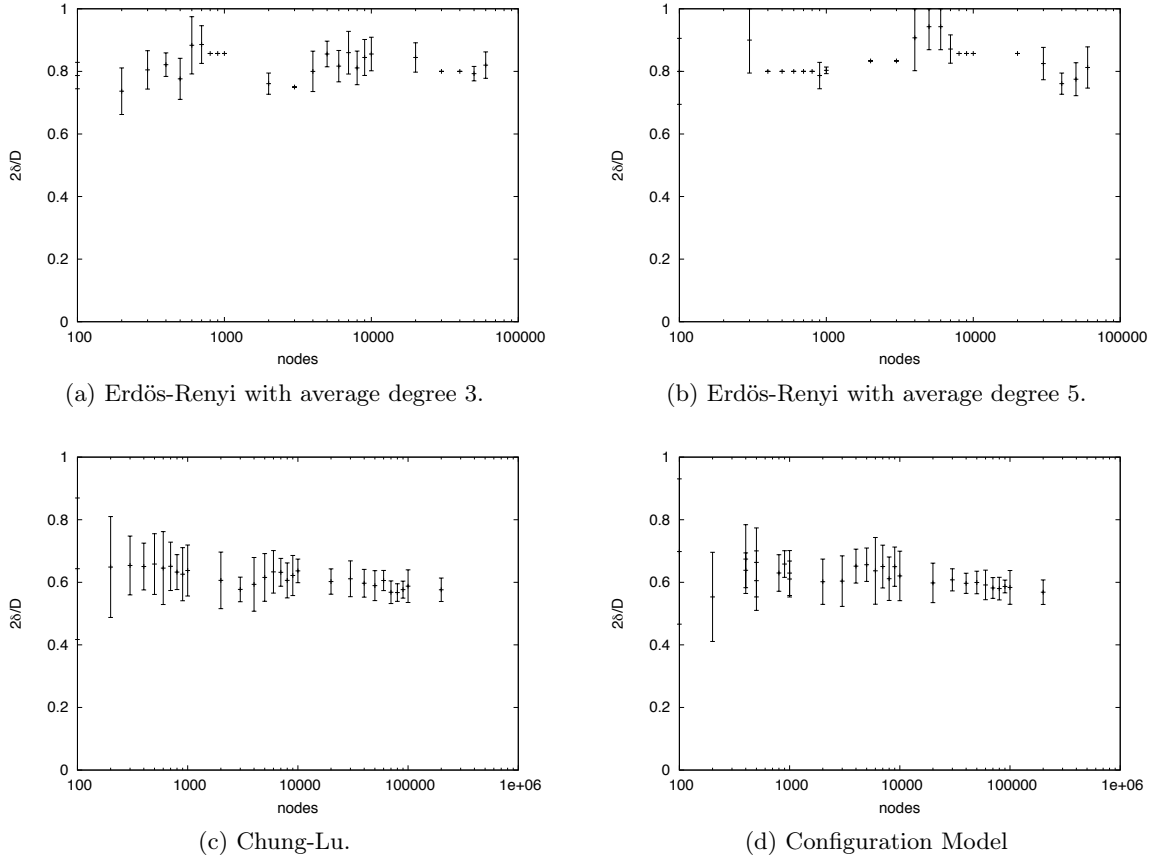 1
0.8
0.6
0.4
0.2
0
2δ/D
100
1000
10000
100000
nodes
(a) Erdös-Renyi with average degree 3.
1
0.8
0.6
0.4
0.2
0
2δ/D
100
1000
10000
100000
nodes
(b) Erdös-Renyi with average degree 5.
1
0.8
0.6
0.4
0.2
0
2δ/D
100
1000
10000
100000
1e+06
nodes
(c) Chung-Lu.
1
0.8
0.6
0.4
0.2
0
2δ/D
100
1000
10000
100000
1e+06
nodes
(d) Configuration Model